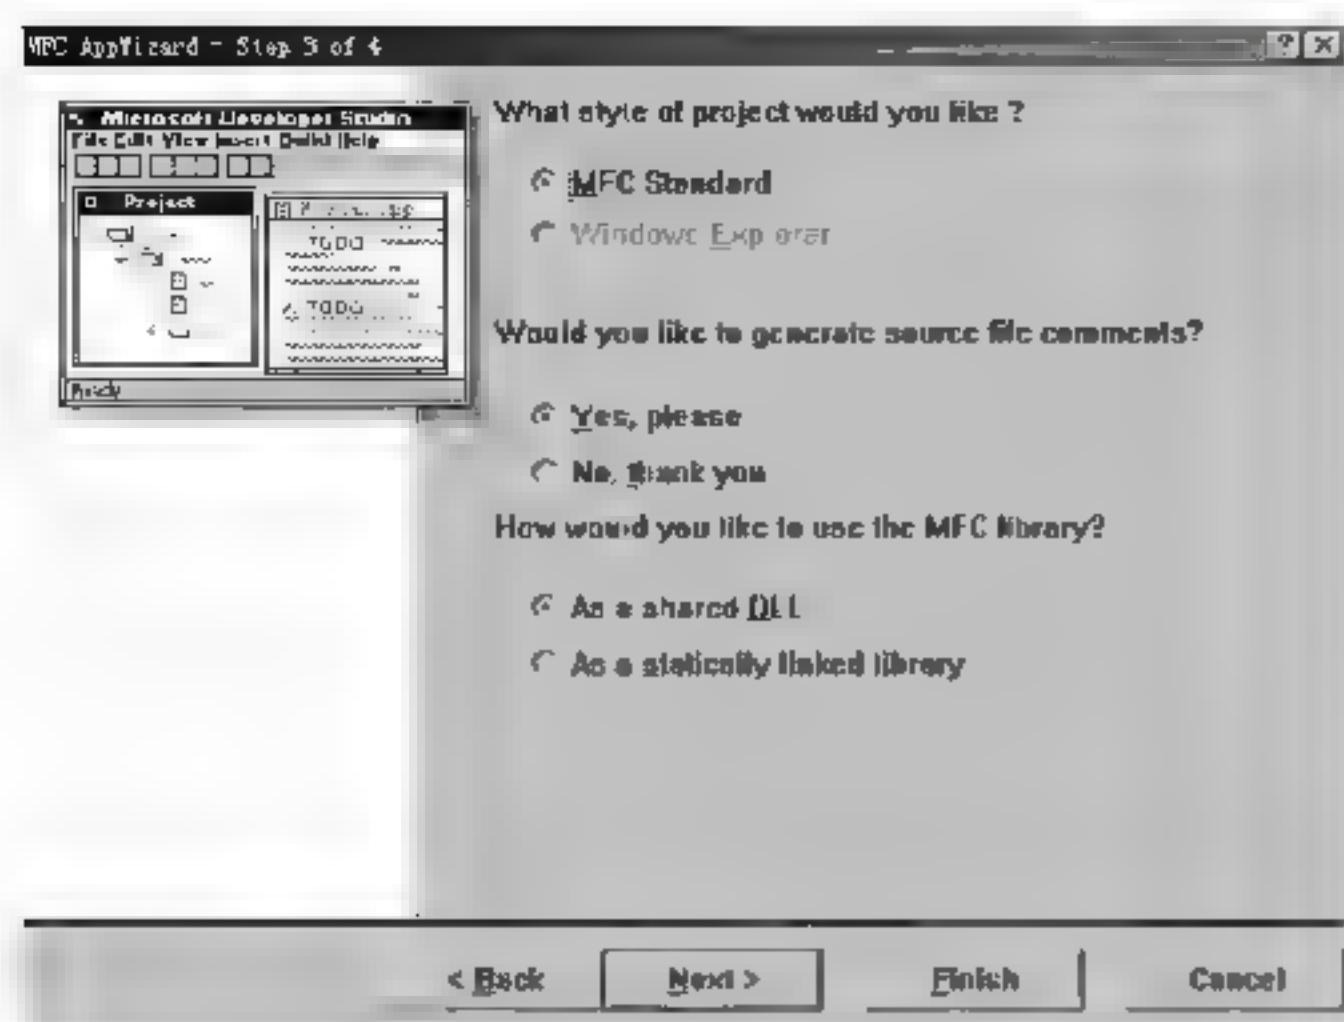 MFC AppWizard - Step 3 of 4
Microsoft Developer Studio
File Edit View Insert Build Help
Project
TODO
TODO
Ready
What style of project would you like ?
MFC Standard
Windows Explorer
Would you like to generate source file comments?
Yes, please
No, thank you
How would you like to use the MFC library?
As a shared DLL
As a statically linked library
< Back
Next >
Finish
Cancel